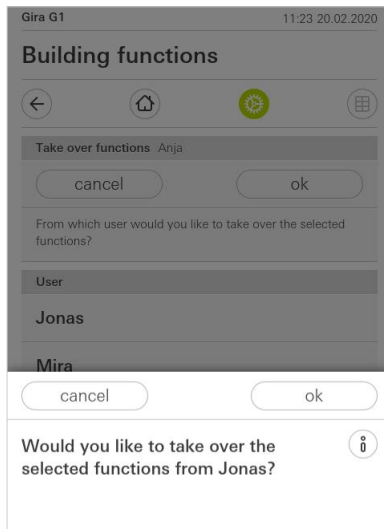 Gira G1 11:23 20.02.2020
Building functions
Take over functions Anja
cancel ok
From which user would you like to take over the selected
functions?
User
Jonas
Mira
cancel ok
Would you like to take over the
selected functions from Jonas?